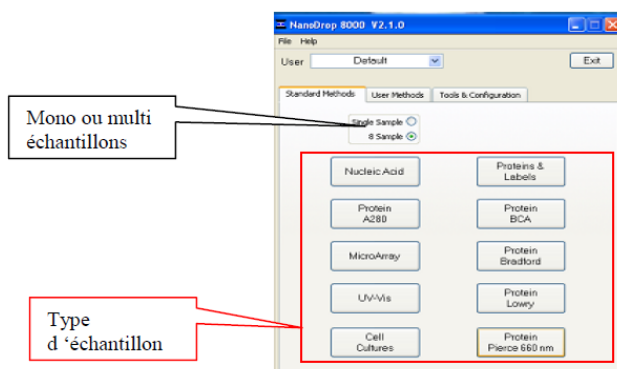 NanoDrop 8000 V2.1.0
File Help
User Default Exit
Standard Methods User Methods Tools & Configuration
Mono ou multi
échantillons
Single Sample
8 Sample
Nucleic Acid
Proteins &
Labels
Protein
A280
Protein
BCA
MicroArray
Protein
Bradford
UV-Vis
Protein
Lowry
Type
d ‘échantillon
Cell
Cultures
Protein
Pierce 660 nm